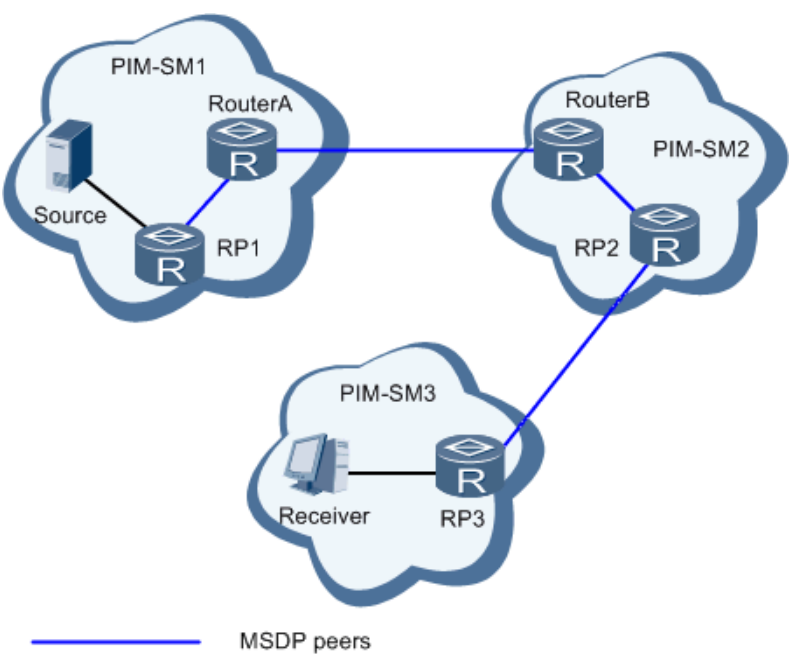 PIM-SM1
RouterA
R
Source
R
RP1
RouterB
R
PIM-SM2
RP2
R
PIM-SM3
Receiver
R
RP3
MSDP peers